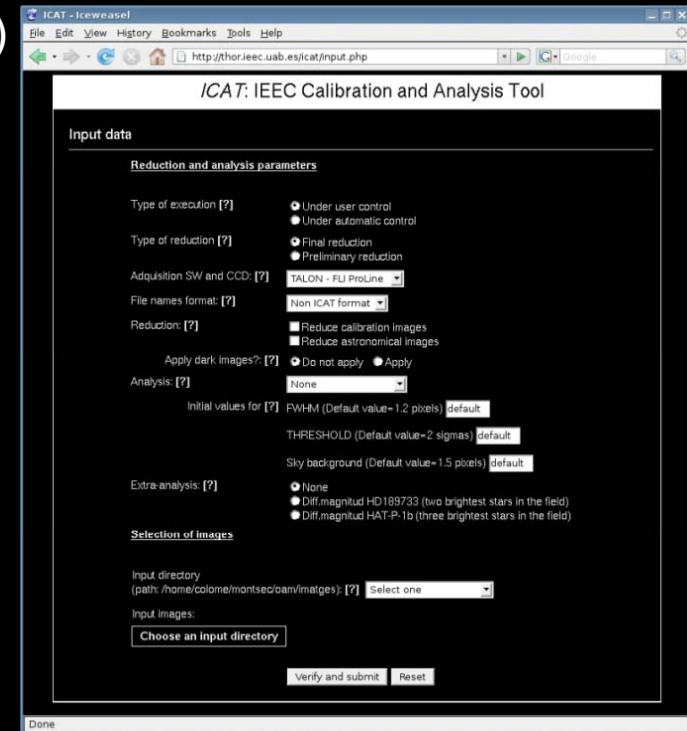 )
ICAT - Iceweasel
File Edit View History Bookmarks Tools Help
http://thor.ieec.uab.es/icat/input.php
G Google
ICAT: IEEC Calibration and Analysis Tool
Input data
Reduction and analysis parameters
Type of execution [?]
Under user control
Under automatic control
Type of reduction [?]
Final reduction
Preliminary reduction
Adquisition SW and CCD: [?] TALON - FLI ProLine
File names format: [?] Non ICAT format
Reduction: [?]
Reduce calibration images
Reduce astronomical images
Apply dark images?: [?] Do not apply Apply
Analysis: [?] None
Initial values for [?] FWHM (Default value=1.2 pixels) default
THRESHOLD (Default value=2 sigmas) default
Sky background (Default value=1.5 pixels) default
Extra-analysis: [?]
None
Diff.magnitud HD189733 (two brightest stars in the field)
Diff.magnitud HAT-P-1b (three brightest stars in the field)
Selection of images
Input directory
(path: /home/colome/montsec/oam/imatges): [?] Select one
Input images:
Choose an input directory
Verify and submit Reset
Done